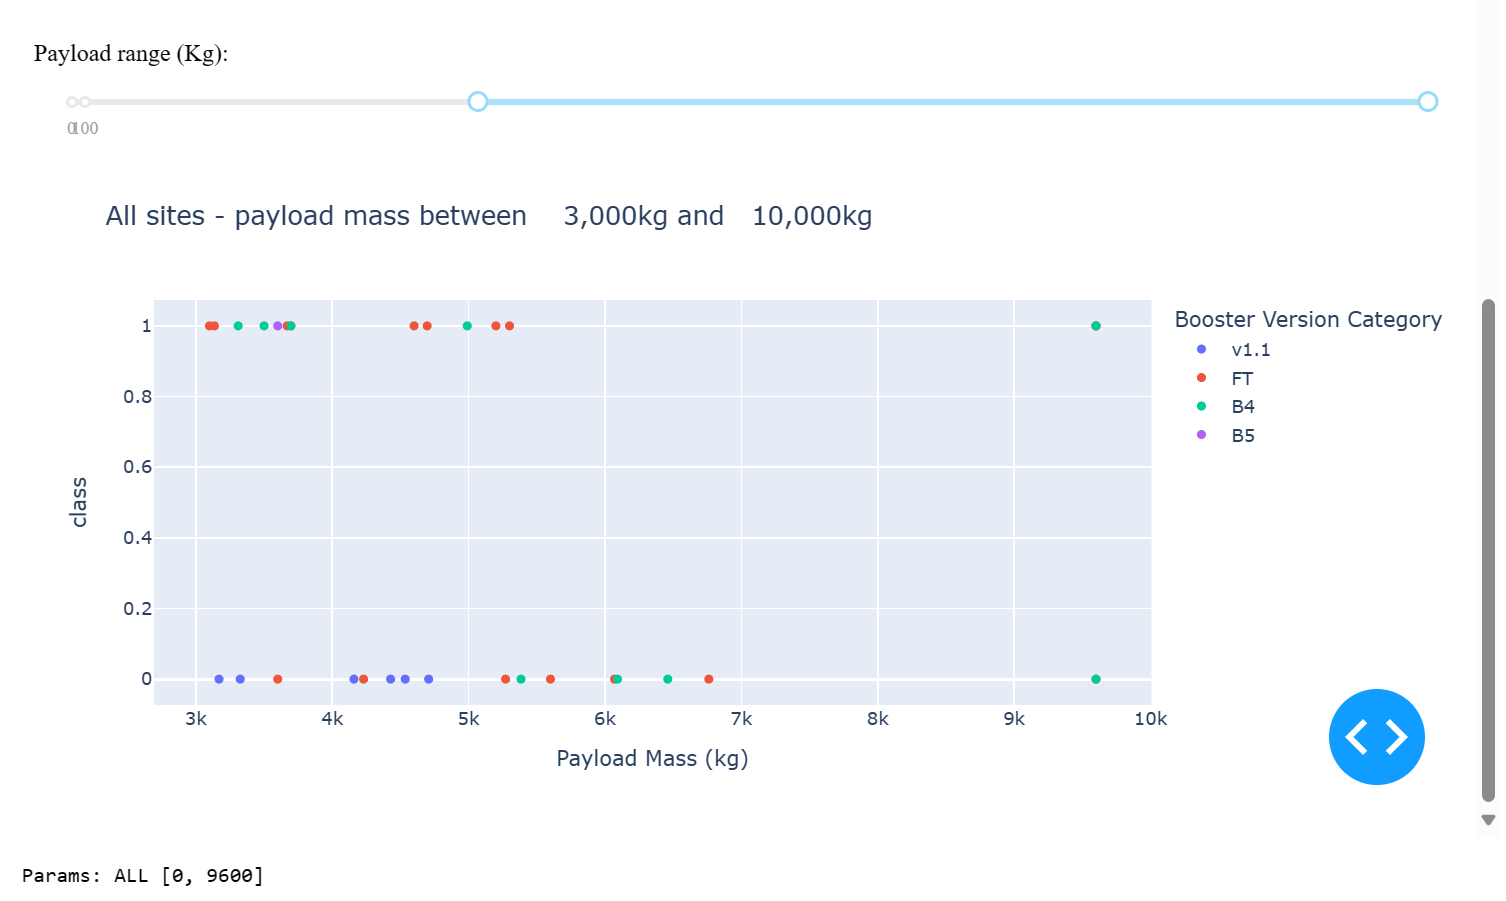 Payload range (Kg):
0 100
All sites - payload mass between 3,000kg and 10,000kg
1
0.8
0.6
0.4
0.2
0
class
3k 4k 5k 6k 7k 8k 9k 10k
Payload Mass (kg)
Booster Version Category
v1.1
FT
B4
B5
Params: ALL [0, 9600]